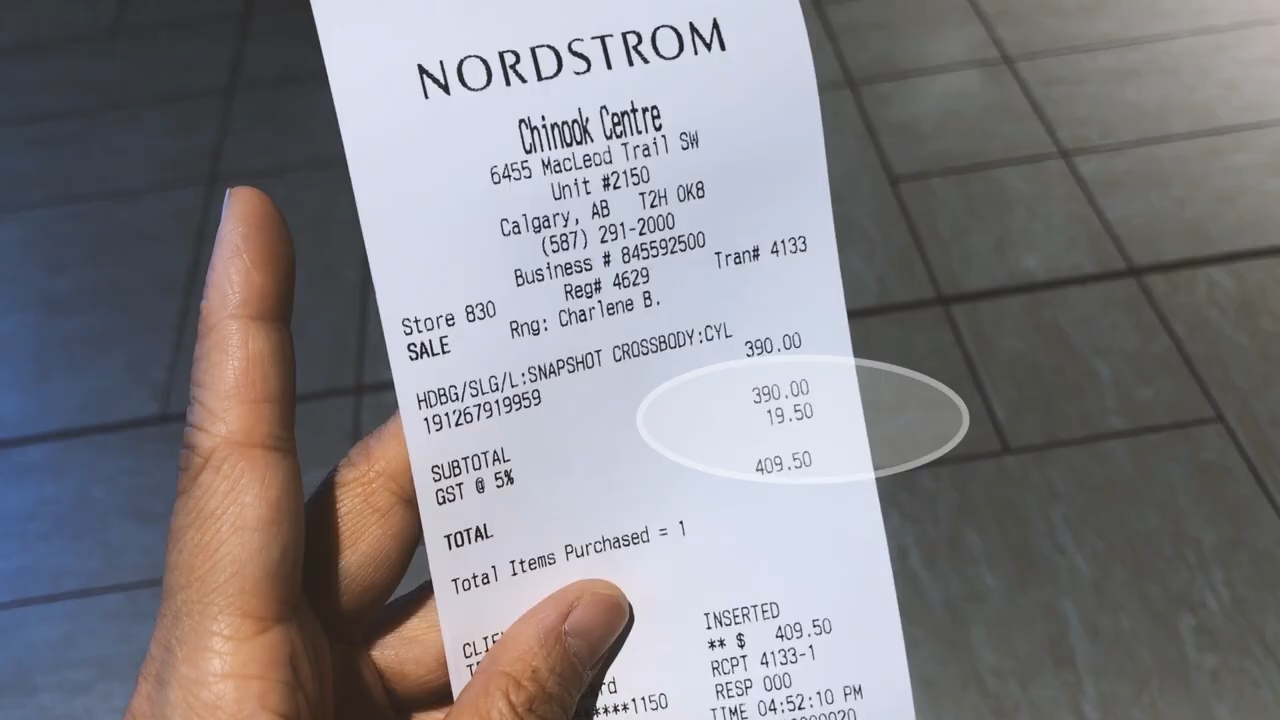 NORDSTROM
Chinook Centre
6455 MacLeod Trail SW
Unit #2150
Calgary, AB T2H 0K8
(587) 291-2000
Business # 845592500
Reg# 4629 Tran# 4133
Store 830 Rng: Charlene B.
SALE
HDBG/SLG/L:SNAPSHOT CROSSBODY:CYL
191267919959 390.00
SUBTOTAL 390.00
GST @ 5% 19.50
TOTAL 409.50
Total Items Purchased = 1
INSERTED
** $ 409.50
RCPT 4133-1
RESP 000
****1150 TIME 04:52:10 PM